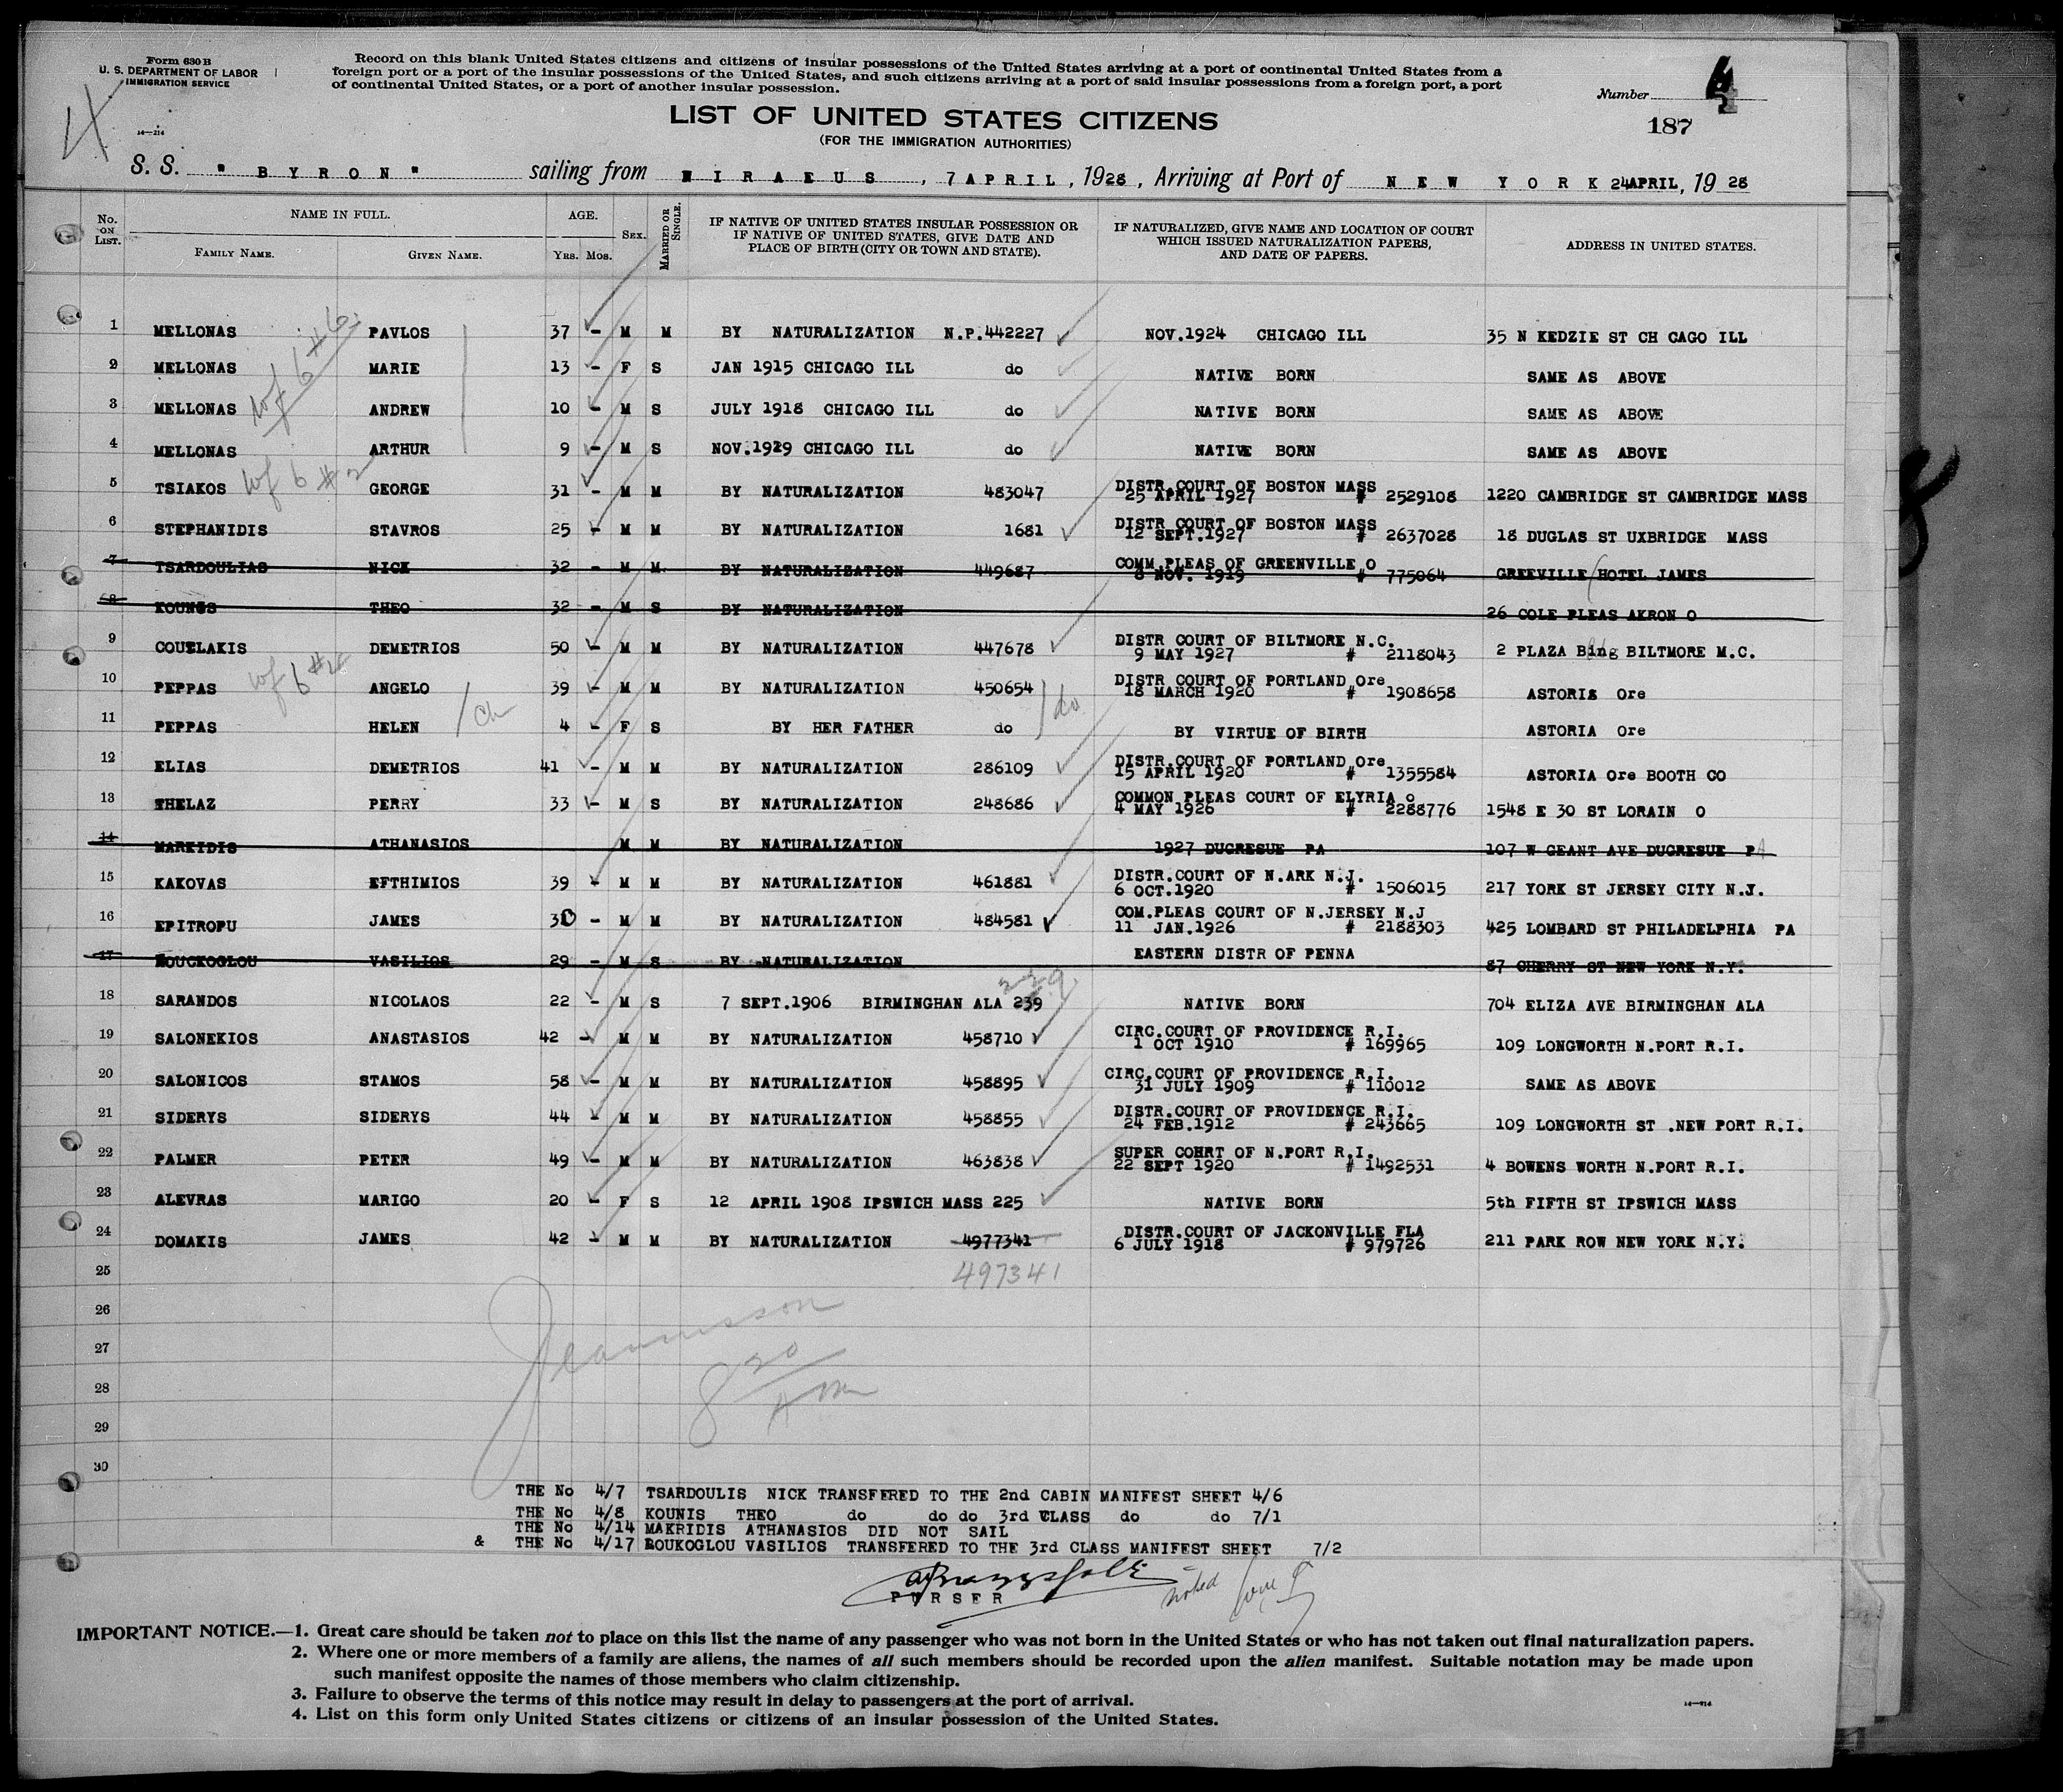 Form 630 B
U. S. DEPARTMENT OF LABOR
IMMIGRATION SERVICE
14—214
Record on this blank United States citizens and citizens of insular possessions of the United States arriving at a port of continental United States from a
foreign port or a port of the insular possessions of the United States, and such citizens arriving at a port of said insular possessions from a foreign port, a port
of continental United States, or a port of another insular possession.
Number
187
4
LIST OF UNITED STATES CITIZENS
(FOR THE IMMIGRATION AUTHORITIES)
S. S. "BYRON" sailing from PIRAEUS, 7 APRIL, 1928, Arriving at Port of NEW YORK 24 APRIL, 1928
No. ON LIST. NAME IN FULL. AGE. SEX. MARRIED OR SINGLE. IF NATIVE OF UNITED STATES INSULAR POSSESSION OR IF NATIVE OF UNITED STATES, GIVE DATE AND PLACE OF BIRTH (CITY OR TOWN AND STATE). IF NATURALIZED, GIVE NAME AND LOCATION OF COURT WHICH ISSUED NATURALIZATION PAPERS, AND DATE OF PAPERS. ADDRESS IN UNITED STATES.
FAMILY NAME. GIVEN NAME. YRS. MOS.
1 MELLONAS PAVLOS 37 - M M BY NATURALIZATION N.P.442227 NOV.1924 CHICAGO ILL 35 N KEDZIE ST CH CAGO ILL
wf 6 #6
2 MELLONAS MARIE 13 - F S JAN 1915 CHICAGO ILL do NATIVE BORN SAME AS ABOVE
3 MELLONAS ANDREW 10 - M S JULY 1918 CHICAGO ILL do NATIVE BORN SAME AS ABOVE
4 MELLONAS ARTHUR 9 - M S NOV.1919 CHICAGO ILL do NATIVE BORN SAME AS ABOVE
5 TSIAKOS wf 6 #2 GEORGE 31 - M M BY NATURALIZATION 483047 DISTR.COURT OF BOSTON MASS 25 APRIL 1927 # 2529108 1220 CAMBRIDGE ST CAMBRIDGE MASS
6 STEPHANIDIS STAVROS 25 - M M BY NATURALIZATION 1681 DISTR COURT OF BOSTON MASS 12 SEPT.1927 # 2637028 18 DUGLAS ST UXBRIDGE MASS
7 TSARDOULIAS NICK 32 - M M BY NATURALIZATION 449687 COMM.PLEAS OF GREENVILLE O 8 NOV. 1919 # 775064 GREEVILLE HOTEL JAMES
8 KOUNIS THEO 32 - M S BY NATURALIZATION 26 COLE PLEAS AKRON O
9 COUTLAKIS DEMETRIOS 50 - M M BY NATURALIZATION 447678 DISTR COURT OF BILTMORE N.C. 9 MAY 1927 # 2118043 2 PLAZA Bing BILTMORE M.C.
10 PEPPAS wf 6 #4 ANGELO 39 - M M BY NATURALIZATION 450654 DISTR COURT OF PORTLAND Ore 18 MARCH 1920 # 1908658 ASTORIA Ore
11 PEPPAS HELEN ch 4 - F S BY HER FATHER do do BY VIRTUE OF BIRTH ASTORIA Ore
12 ELIAS DEMETRIOS 41 - M M BY NATURALIZATION 286109 DISTR.COURT OF PORTLAND Ore 15 APRIL 1920 # 1355584 ASTORIA Ore BOOTH CO
13 THELAZ PERRY 33 - M S BY NATURALIZATION 248686 COMMON PLEAS COURT OF ELYRIA O 4 MAY 1926 # 2288776 1548 E 30 ST LORAIN O
14 MAREIDIS ATHANASIOS M M BY NATURALIZATION 1927 DUGRESUE PA 107 W GEANT AVE DUGRESUE PA
15 KAKOVAS EFTHIMIOS 39 - M M BY NATURALIZATION 461881 DISTR.COURT OF N.ARK N.J. 6 OCT.1920 # 1506015 217 YORK ST JERSEY CITY N.J.
16 EPITROPU JAMES 30 - M M BY NATURALIZATION 484581 COM.PLEAS COURT OF N.JERSEY N.J 11 JAN.1926 # 2188303 425 LOMBARD ST PHILADELPHIA PA
17 BOUCKOGLOU VASILIOS 29 - M S BY NATURALIZATION EASTERN DISTR OF PENNA 87 CHERRY ST NEW YORK N.Y.
18 SARANDOS NICOLAOS 22 - M S 7 SEPT.1906 BIRMINGHAN ALA 239 229 NATIVE BORN 704 ELIZA AVE BIRMINGHAN ALA
19 SALONEKIOS ANASTASIOS 42 - M M BY NATURALIZATION 458710 CIRC.COURT OF PROVIDENCE R.I. 1 OCT 1910 # 169965 109 LONGWORTH N.PORT R.I.
20 SALONICOS STAMOS 58 - M M BY NATURALIZATION 458895 CIRC.COURT OF PROVIDENCE R.I. 31 JULY 1909 # 110012 SAME AS ABOVE
21 SIDERYS SIDERYS 44 - M M BY NATURALIZATION 458855 DISTR.COURT OF PROVIDENCE R.I. 24 FEB.1912 # 243665 109 LONGWORTH ST .NEW PORT R.I.
22 PALMER PETER 49 - M M BY NATURALIZATION 463838 SUPER COHRT OF N.PORT R.I. 22 SEPT 1920 # 1492531 4 BOWENS WORTH N.PORT R.I.
23 ALEVRAS MARIGO 20 - F S 12 APRIL 1908 IPSWICH MASS 225 NATIVE BORN 5th FIFTH ST IPSWICH MASS
24 DOMAKIS JAMES 42 - M M BY NATURALIZATION 4977341 DISTR.COURT OF JACKONVILLE FLA 6 JULY 1918 # 979726 211 PARK ROW NEW YORK N.Y.
25 497341
26
27
28
29
30
830 AM
THE No 4/7 TSARDOULIS NICK TRANSFERED TO THE 2nd CABIN MANIFEST SHEET 4/6
THE No 4/8 KOUNIS THEO do do do 3rd CLASS do do 7/1
THE No 4/14 MAKRIDIS ATHANASIOS DID NOT SAIL
& THE No 4/17 BOUKOGLOU VASILIOS TRANSFERED TO THE 3rd CLASS MANIFEST SHEET 7/2
PURSER
noted
IMPORTANT NOTICE.—1. Great care should be taken not to place on this list the name of any passenger who was not born in the United States or who has not taken out final naturalization papers.
2. Where one or more members of a family are aliens, the names of all such members should be recorded upon the alien manifest. Suitable notation may be made upon
such manifest opposite the names of those members who claim citizenship.
3. Failure to observe the terms of this notice may result in delay to passengers at the port of arrival.
4. List on this form only United States citizens or citizens of an insular possession of the United States.
14—214